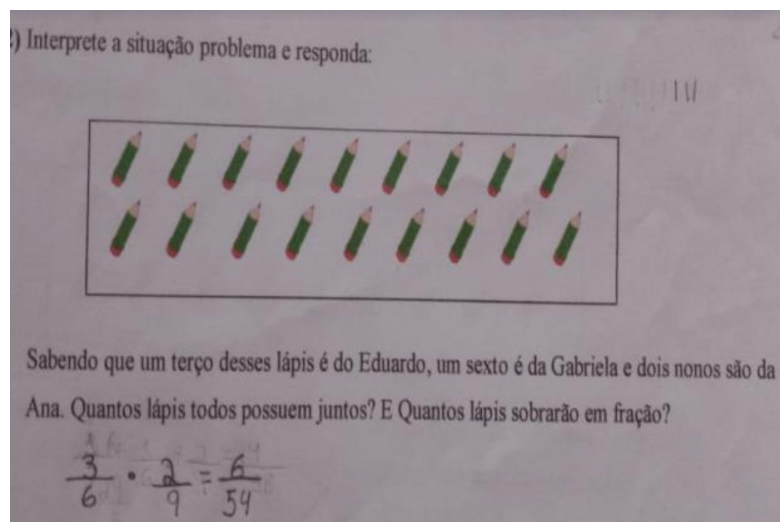 ) Interprete a situação problema e responda:
Sabendo que um terço desses lápis é do Eduardo, um sexto é da Gabriela e dois nonos são da
Ana. Quantos lápis todos possuem juntos? E Quantos lápis sobrarão em fração?
3/6 · 2/9 = 6/54